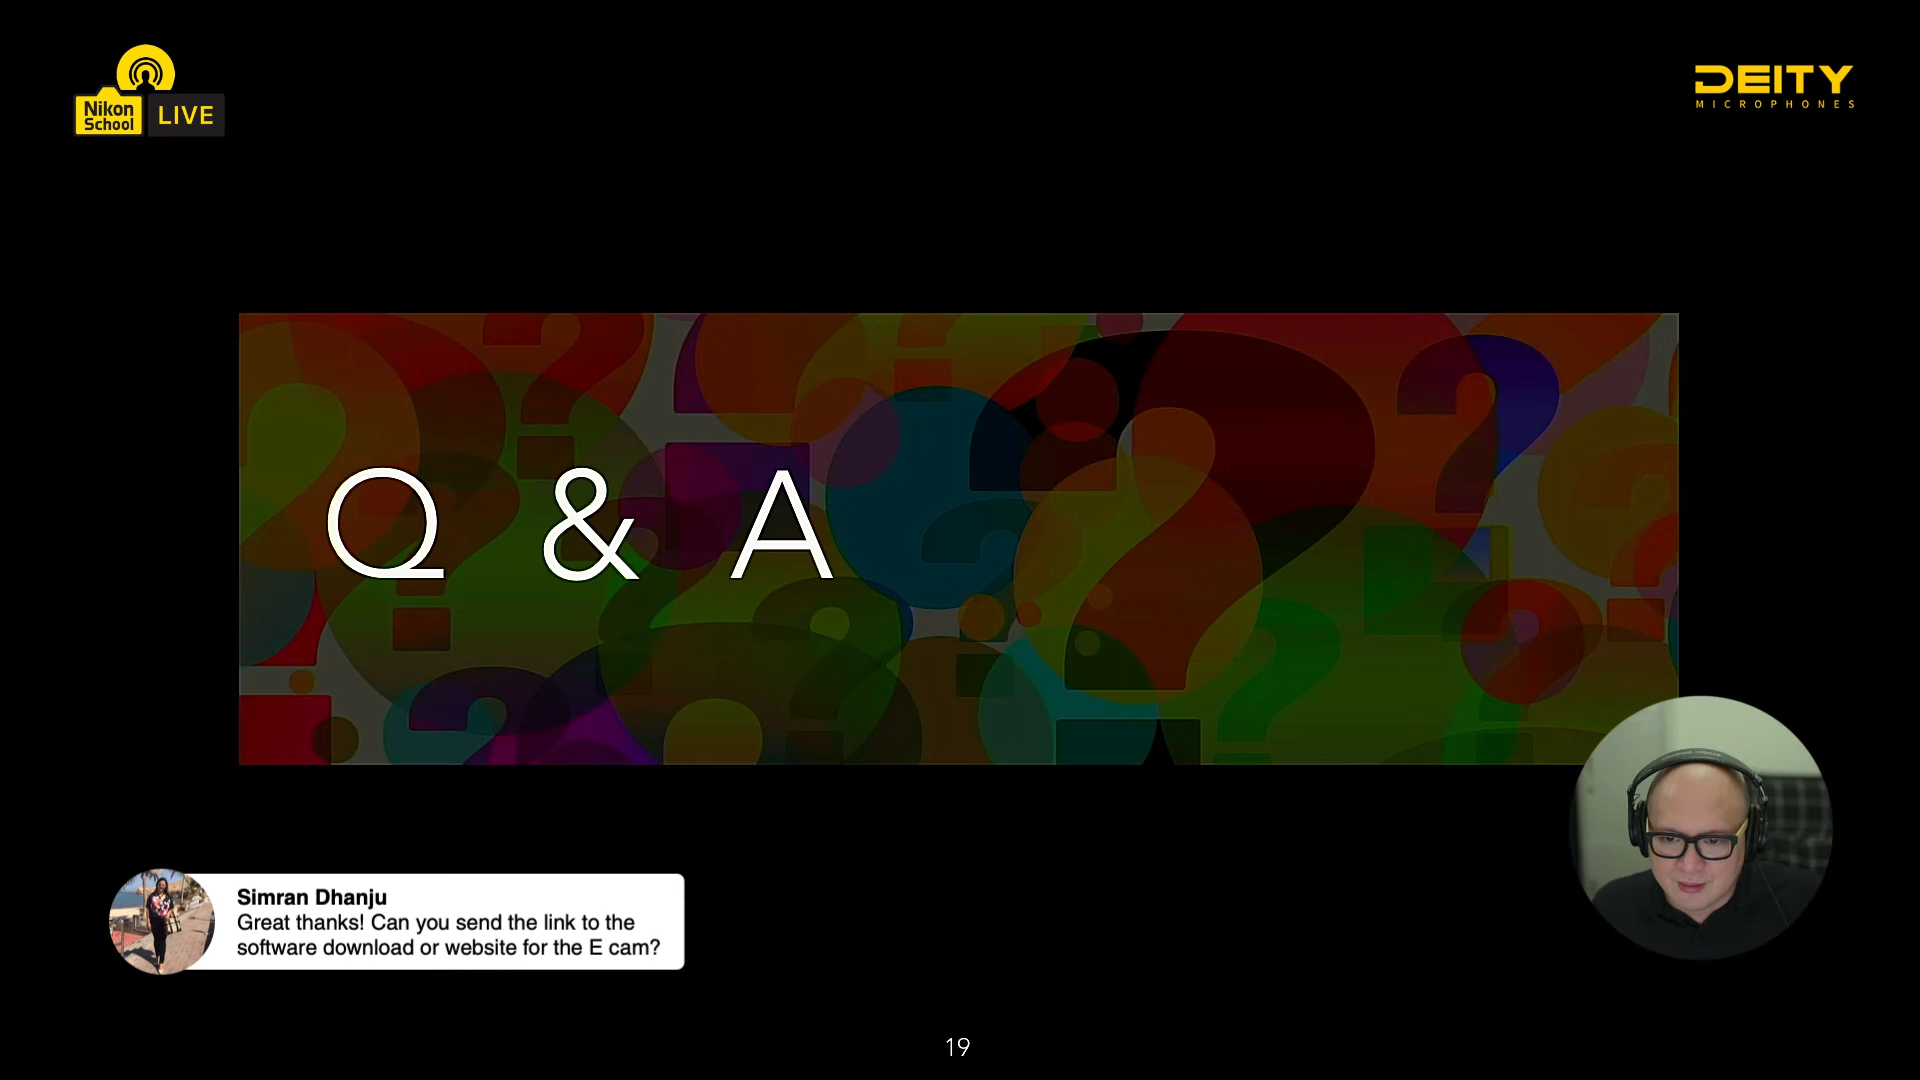 Nikon
School
LIVE
DEITY
MICROPHONES
Q & A
Simran Dhanju
Great thanks! Can you send the link to the
software download or website for the E cam?
19